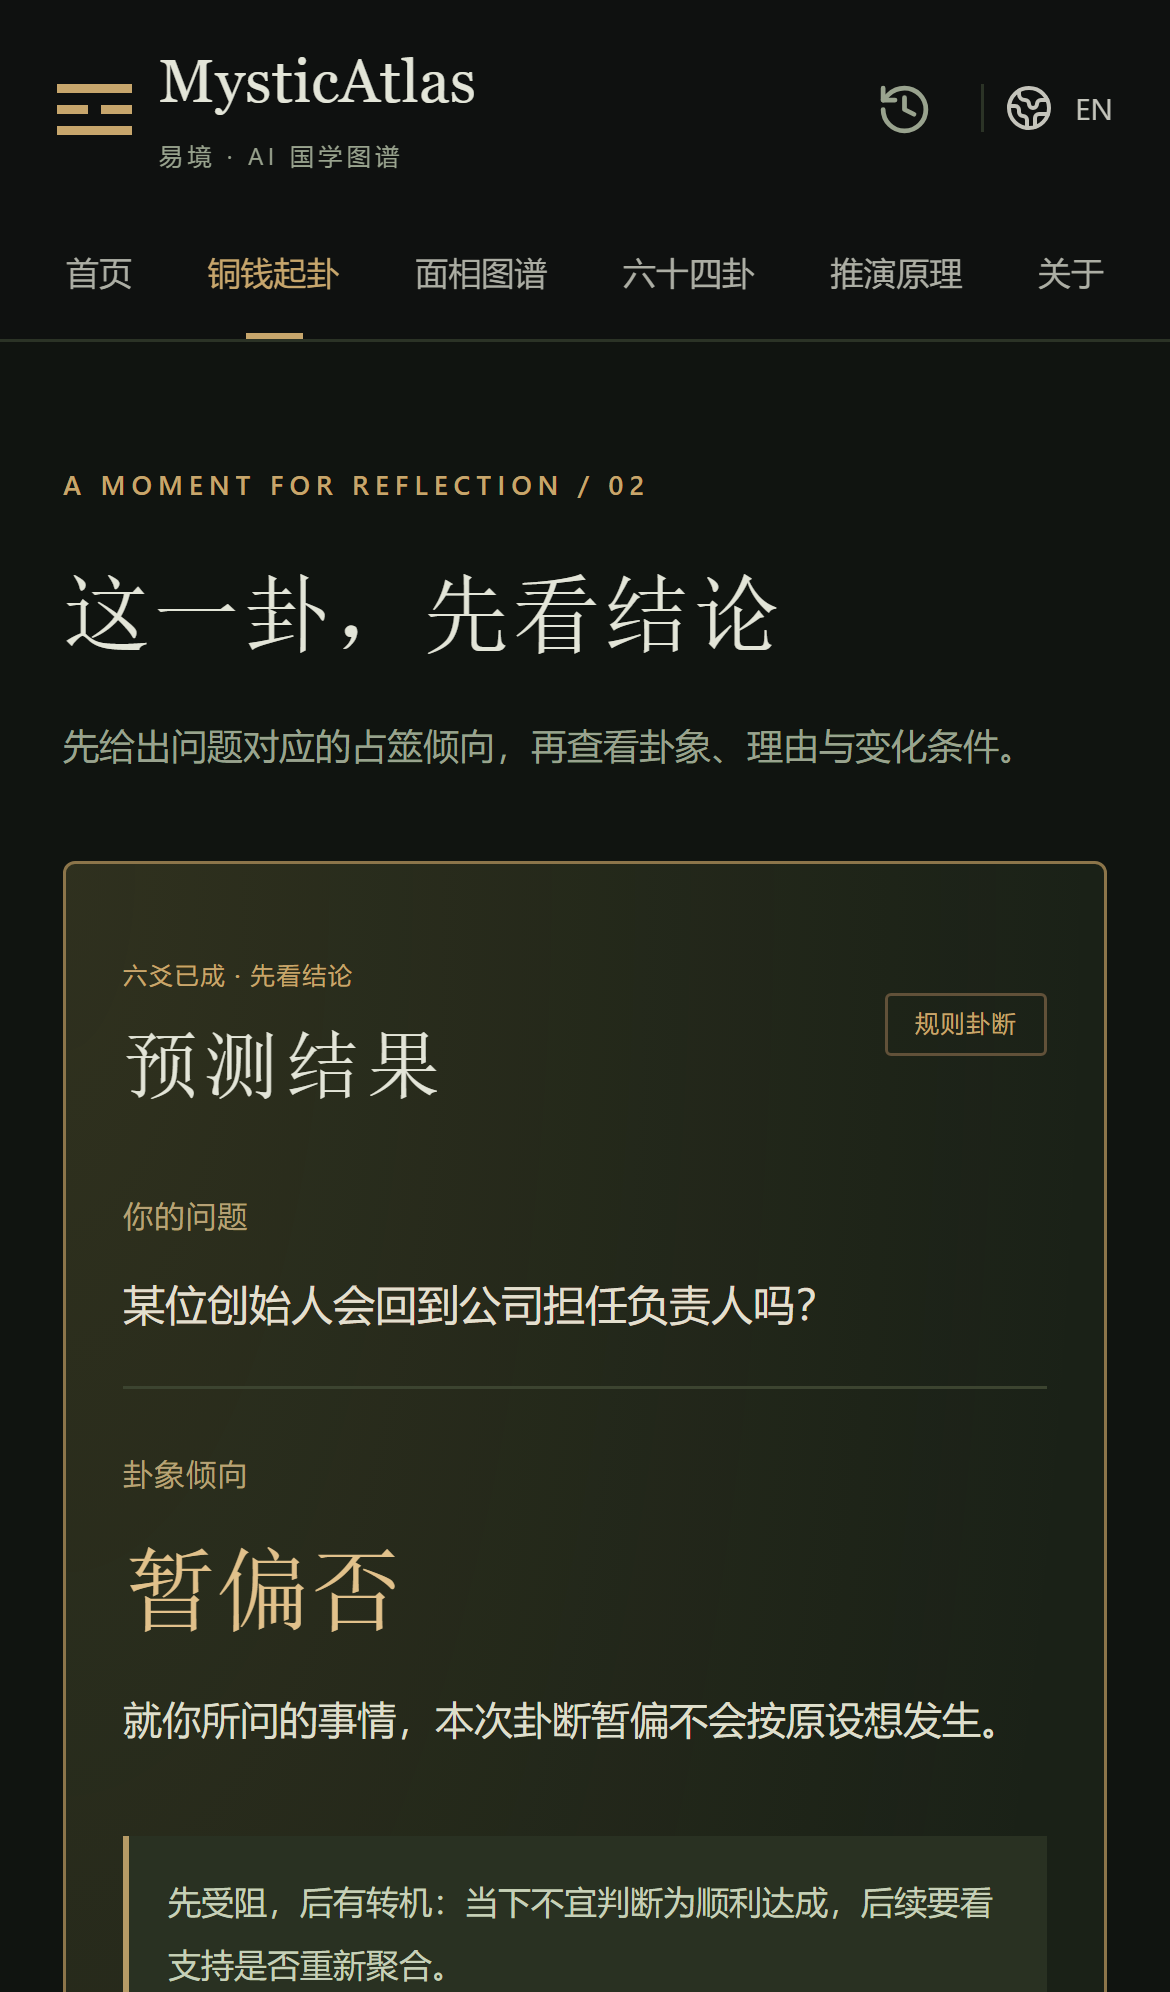 MysticAtlas
易境 · AI 国学图谱
EN
首页 铜钱起卦 面相图谱 六十四卦 推演原理 关于
A MOMENT FOR REFLECTION / 02
这一卦，先看结论
先给出问题对应的占筮倾向，再查看卦象、理由与变化条件。
六爻已成 · 先看结论
规则卦断
预测结果
你的问题
某位创始人会回到公司担任负责人吗？
卦象倾向
暂偏否
就你所问的事情，本次卦断暂偏不会按原设想发生。
先受阻，后有转机：当下不宜判断为顺利达成，后续要看
支持是否重新聚合。